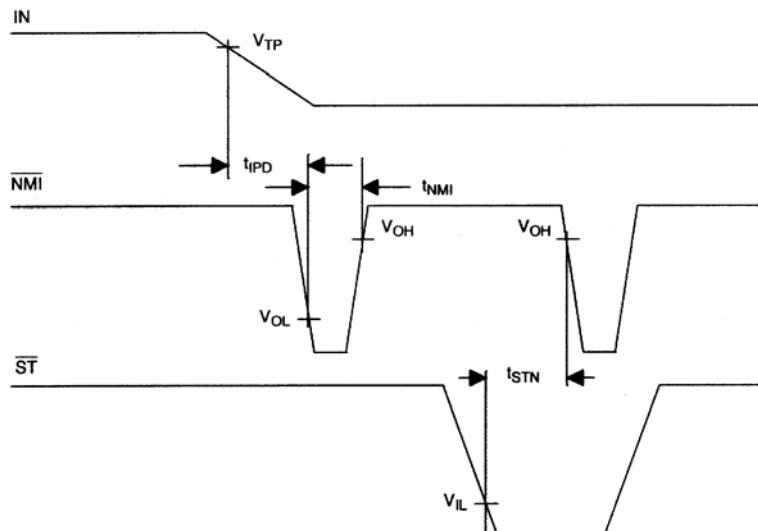 IN
VTP
tIPD
NMI
tNMI
VOH
VOH
VOL
ST
tSTN
VIL